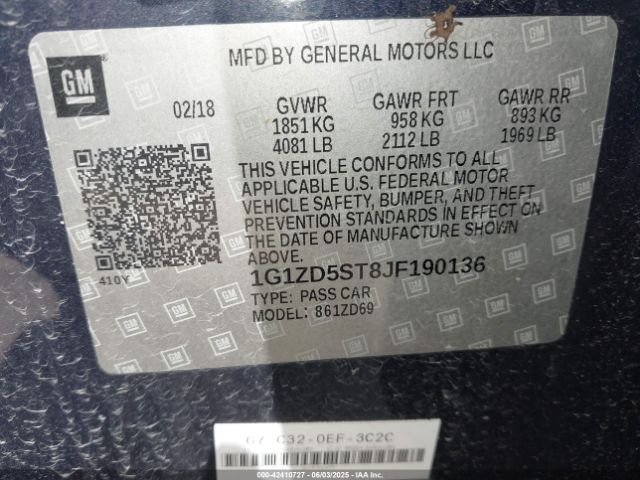 GM
MFD BY GENERAL MOTORS LLC
02/18
GVWR
1851 KG
4081 LB
GAWR FRT
958 KG
2112 LB
GAWR RR
893 KG
1969 LB
THIS VEHICLE CONFORMS TO ALL
APPLICABLE U.S. FEDERAL MOTOR
VEHICLE SAFETY, BUMPER, AND THEFT
PREVENTION STANDARDS IN EFFECT ON
THE DATE OF MANUFACTURE SHOWN
ABOVE.
410Y
1G1ZD5ST8JF190136
TYPE: PASS CAR
MODEL: 861ZD69
C32-0EF-3C2C
000-42410727 - 06/03/2025 - IAA Inc.